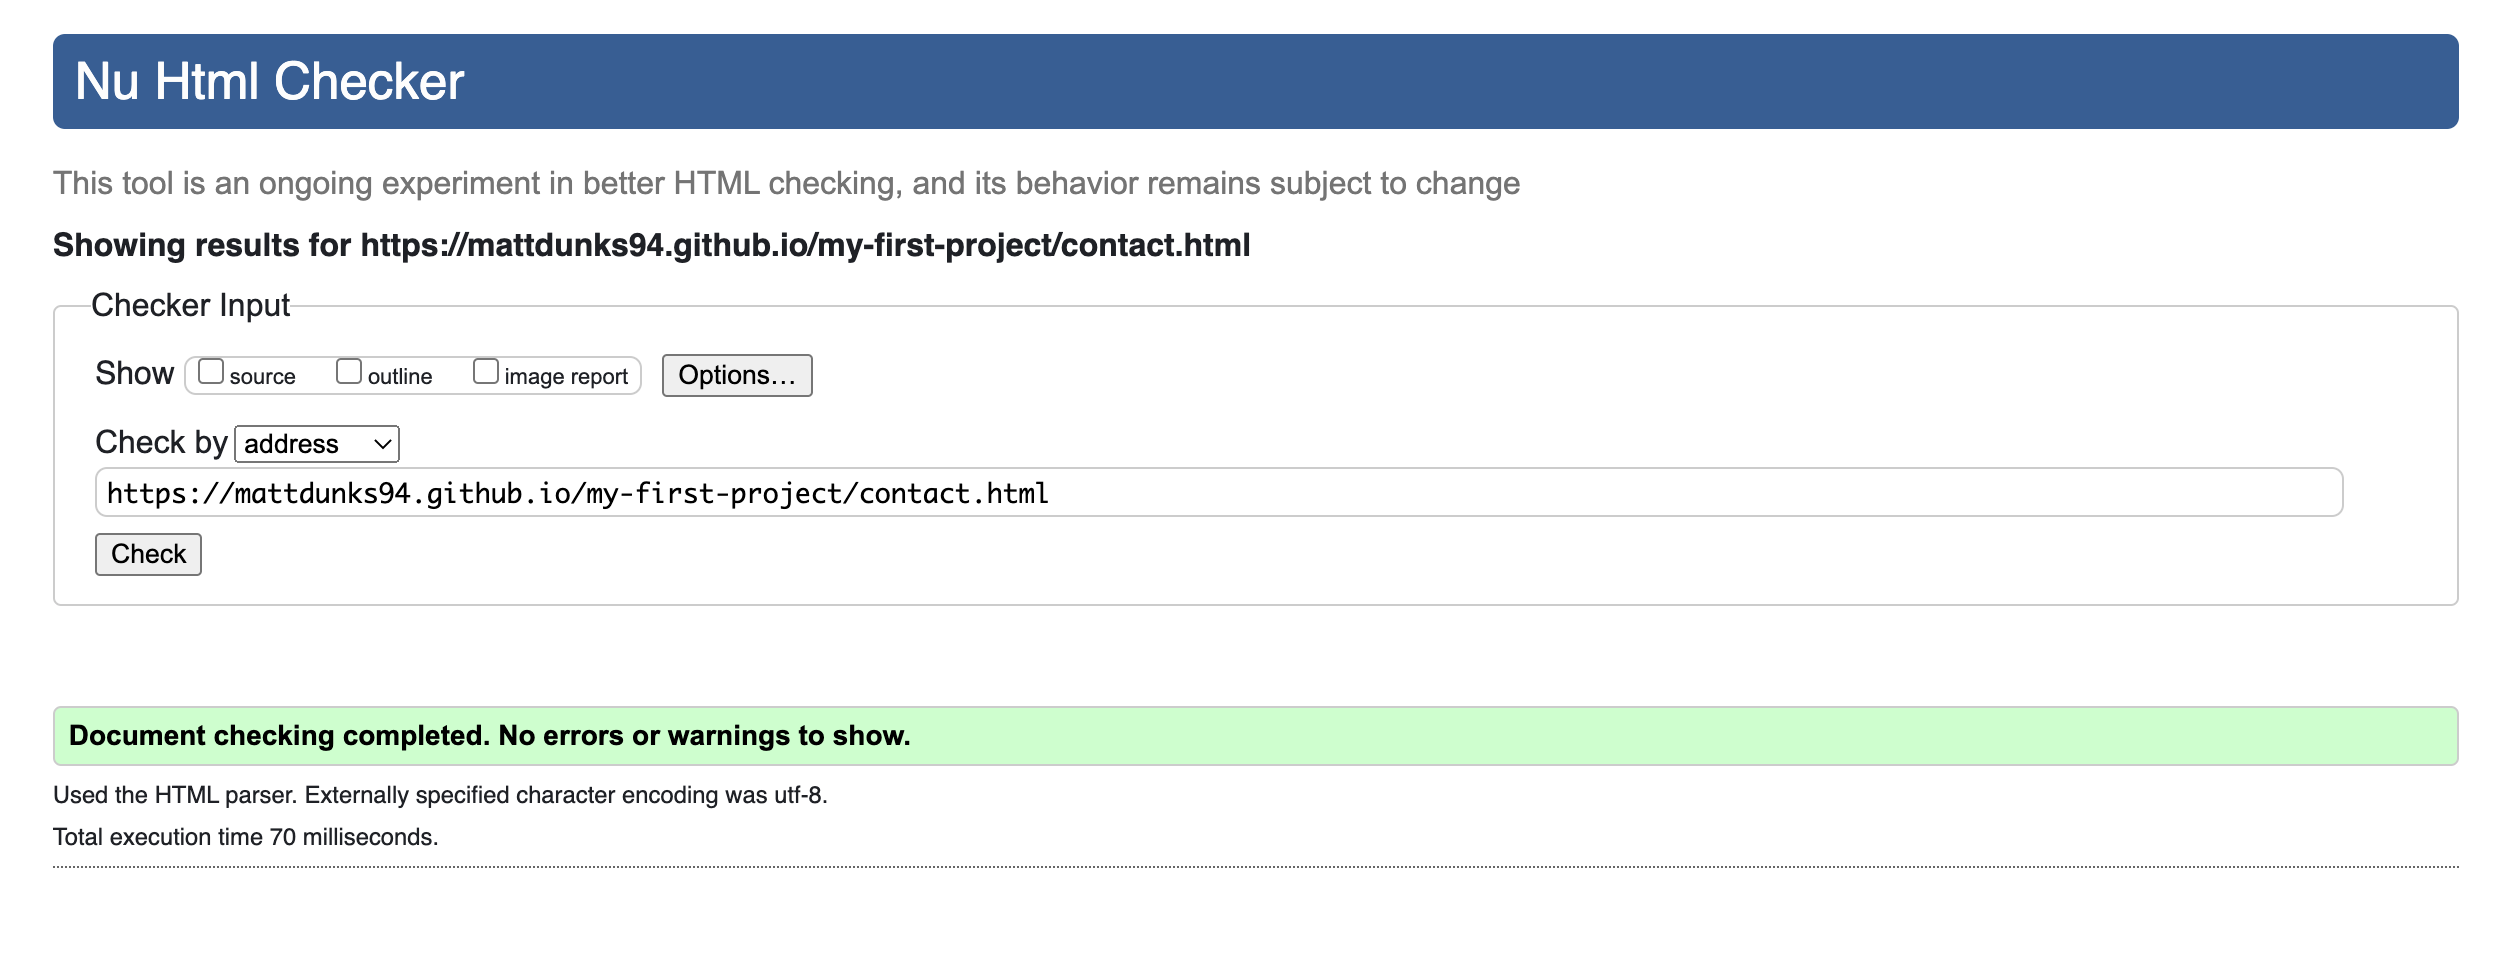 Nu Html Checker
This tool is an ongoing experiment in better HTML checking, and its behavior remains subject to change
Showing results for https://mattdunks94.github.io/my-first-project/contact.html
Checker Input
Show source outline image report Options...
Check by address
https://mattdunks94.github.io/my-first-project/contact.html
Check
Document checking completed. No errors or warnings to show.
Used the HTML parser. Externally specified character encoding was utf-8.
Total execution time 70 milliseconds.